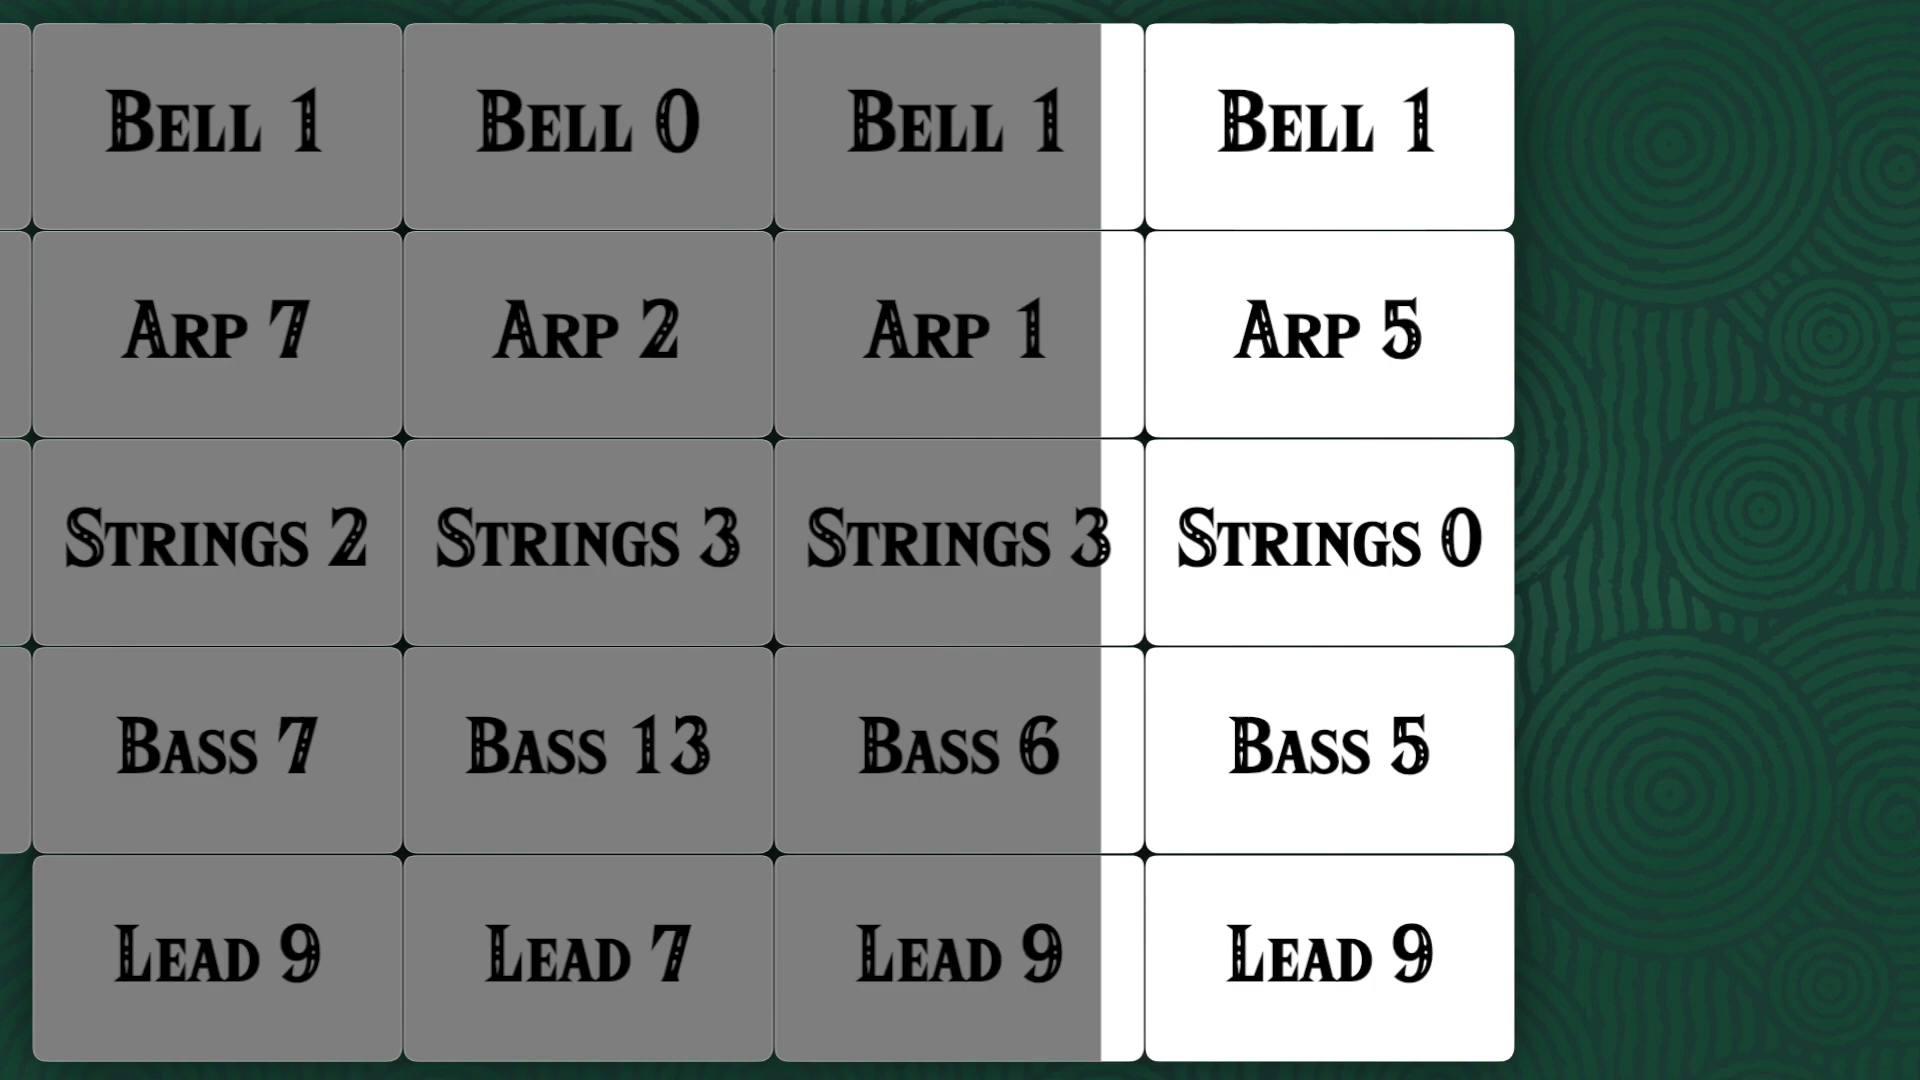 Bell 1 Bell 0 Bell 1 Bell 1
Arp 7 Arp 2 Arp 1 Arp 5
Strings 2 Strings 3 Strings 3 Strings 0
Bass 7 Bass 13 Bass 6 Bass 5
Lead 9 Lead 7 Lead 9 Lead 9